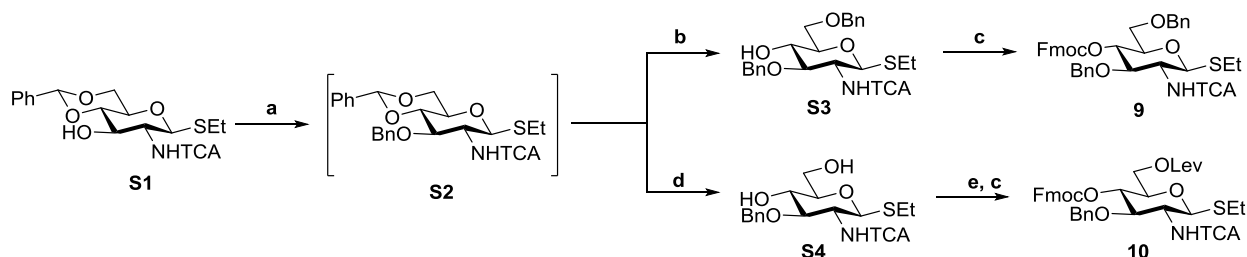 Ph
O
O
O
HO
SEt
NHTCA
S1
a
Ph
O
O
O
BnO
SEt
NHTCA
S2
b
OBn
HO
O
BnO
SEt
NHTCA
S3
c
OBn
FmocO
O
BnO
SEt
NHTCA
9
d
OH
HO
O
BnO
SEt
NHTCA
S4
e, c
OLev
FmocO
O
BnO
SEt
NHTCA
10